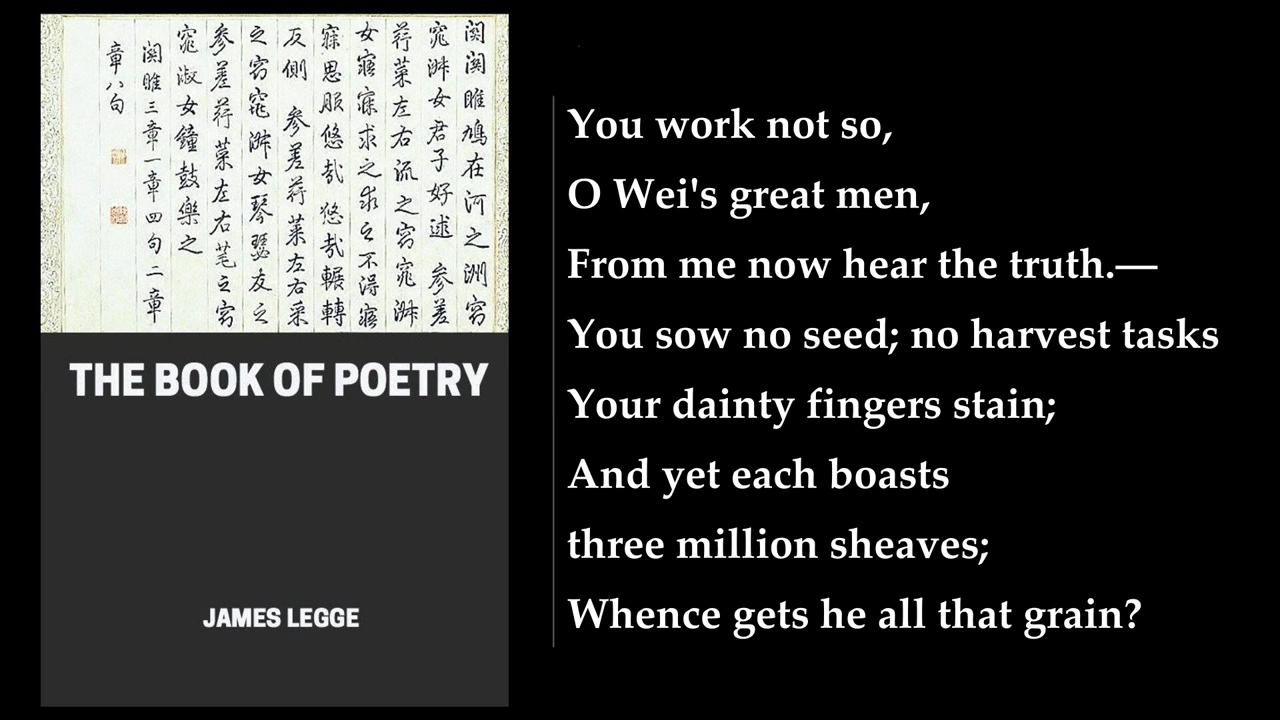 関関雎鳩在河之洲窈
窕淑女君子好逑 参差
荇菜左右流之窈窕淑
女寤寐求之求之不得寤
寐思服悠哉悠哉輾轉
反側 参差荇菜左右采
之窈窕淑女琴瑟友之
参差荇菜左右芼之窈
窕淑女鐘鼓樂之
関雎三章一章四句二章
章八句
THE BOOK OF POETRY
JAMES LEGGE
You work not so,
O Wei's great men,
From me now hear the truth.—
You sow no seed; no harvest tasks
Your dainty fingers stain;
And yet each boasts
three million sheaves;
Whence gets he all that grain?